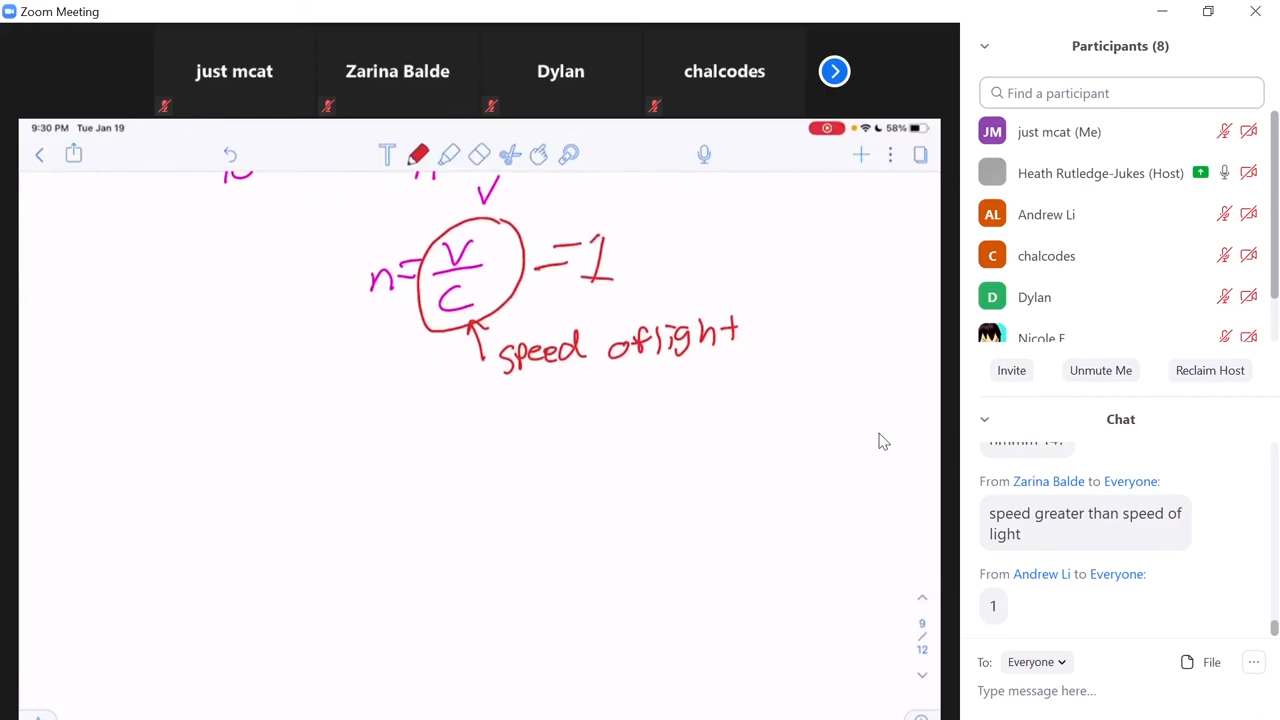 Zoom Meeting
just mcat
Zarina Balde
Dylan
chalcodes
9:30 PM Tue Jan 19
58%
T
v
n= v/c =1
speed of light
9
/
12
Participants (8)
Find a participant
JM just mcat (Me)
Heath Rutledge-Jukes (Host)
AL Andrew Li
C chalcodes
D Dylan
Nicole F
Invite Unmute Me Reclaim Host
Chat
From Zarina Balde to Everyone:
speed greater than speed of
light
From Andrew Li to Everyone:
1
To: Everyone File ...
Type message here...